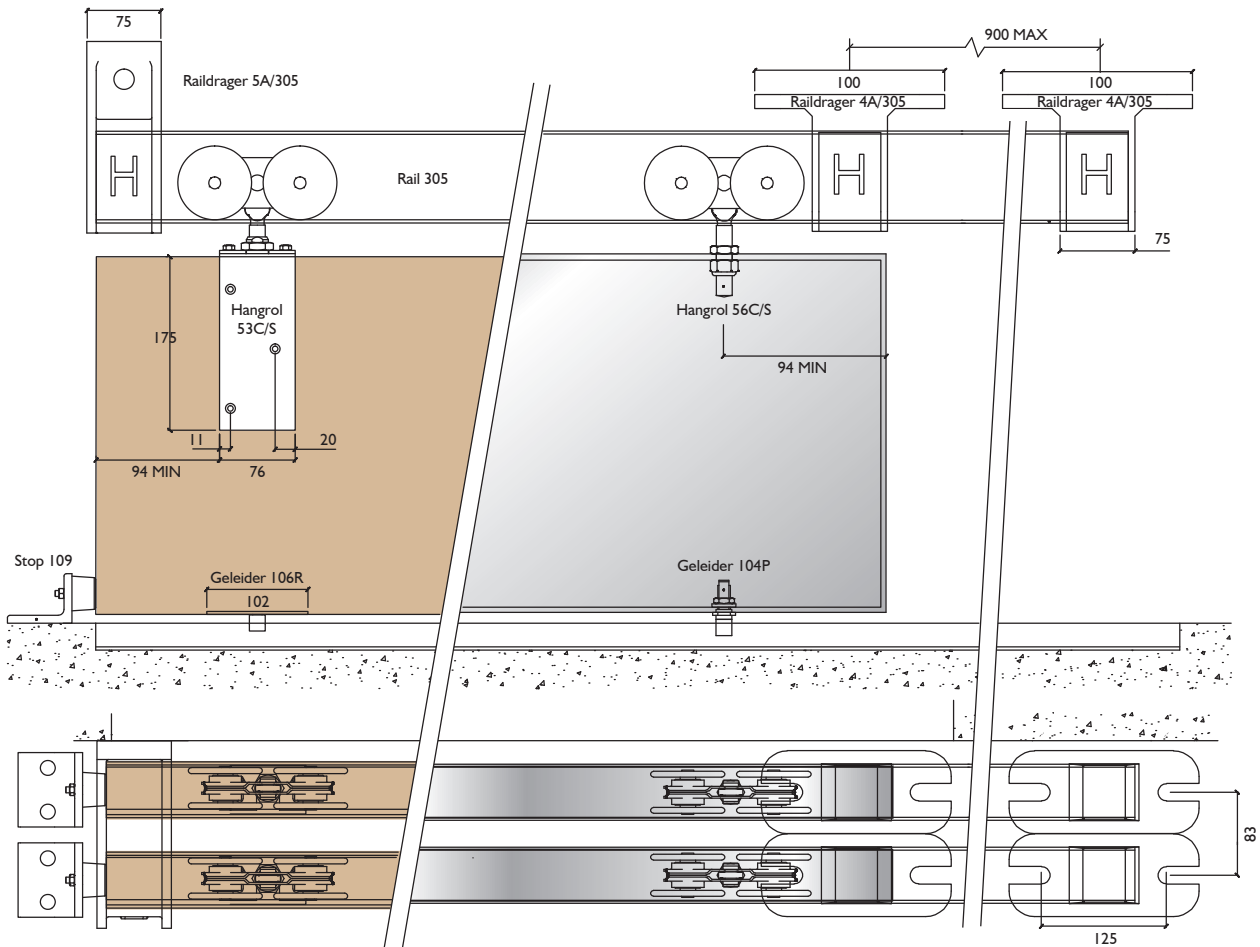 75
900 MAX
Raildrager 5A/305
100
100
Raildrager 4A/305
Raildrager 4A/305
H
Rail 305
H
H
75
Hangrol
53C/S
Hangrol 56C/S
175
94 MIN
11
20
94 MIN
76
Stop 109
Geleider 106R
Geleider 104P
102
83
125